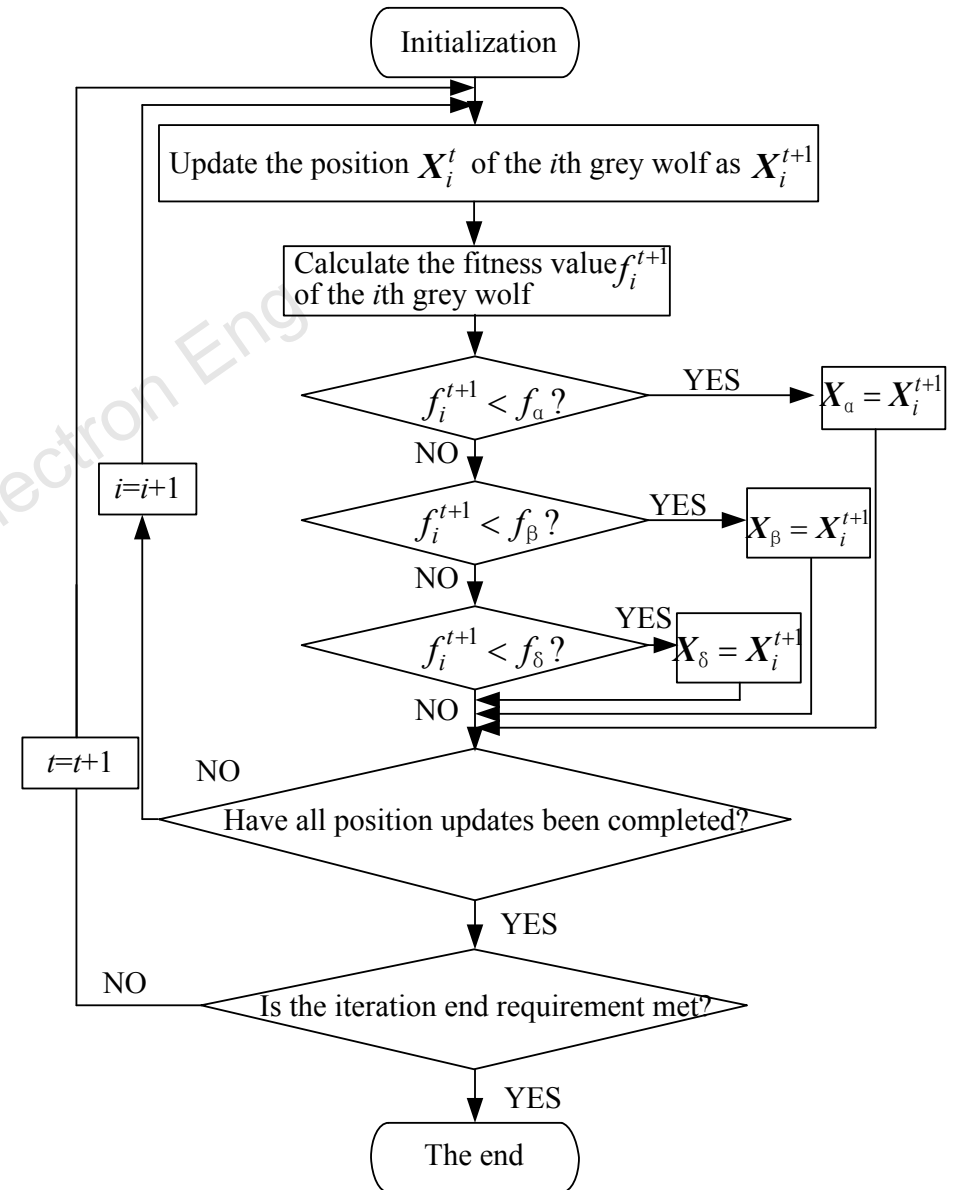 Initialization
Update the position X_i^t of the ith grey wolf as X_i^{t+1}
Calculate the fitness value f_i^{t+1}
of the ith grey wolf
f_i^{t+1} < f_α ?
YES
X_α = X_i^{t+1}
NO
i=i+1
f_i^{t+1} < f_β ?
YES
X_β = X_i^{t+1}
NO
f_i^{t+1} < f_δ ?
YES
X_δ = X_i^{t+1}
NO
t=t+1
NO
Have all position updates been completed?
YES
NO
Is the iteration end requirement met?
YES
The end
Eng